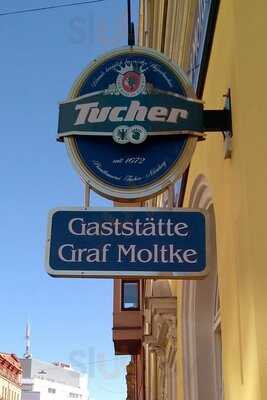 Tucher
seit 1672
Gaststätte
Graf Moltke